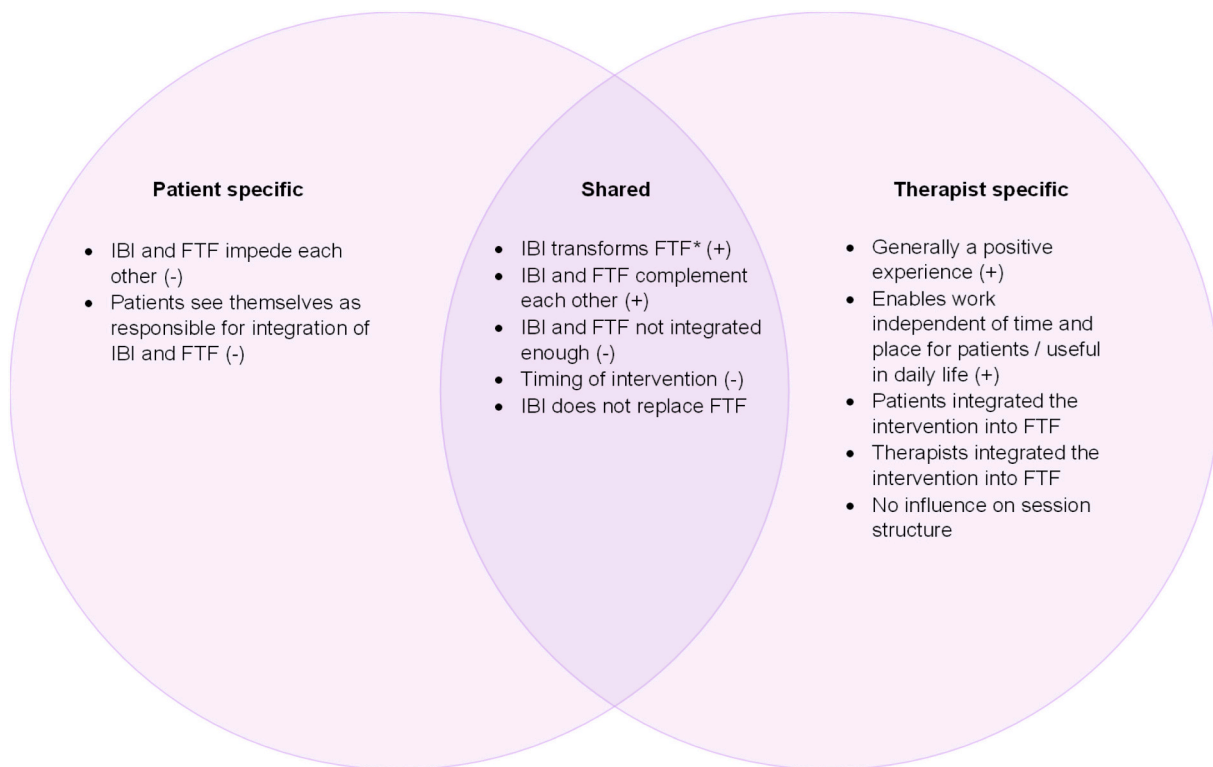 Patient specific
• IBI and FTF impede each
other (-)
• Patients see themselves as
responsible for integration of
IBI and FTF (-)
Shared
• IBI transforms FTF* (+)
• IBI and FTF complement
each other (+)
• IBI and FTF not integrated
enough (-)
• Timing of intervention (-)
• IBI does not replace FTF
Therapist specific
• Generally a positive
experience (+)
• Enables work
independent of time and
place for patients / useful
in daily life (+)
• Patients integrated the
intervention into FTF
• Therapists integrated the
intervention into FTF
• No influence on session
structure